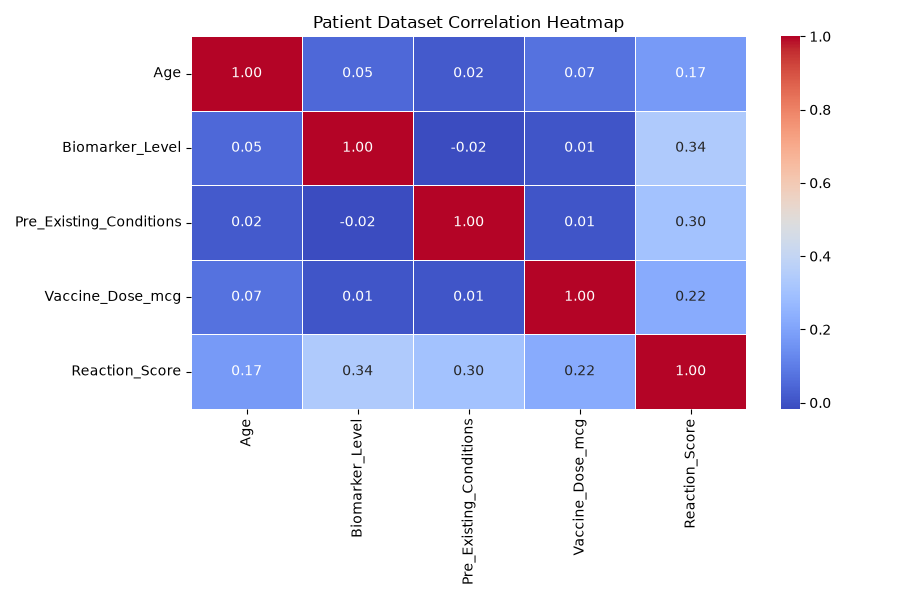 Patient Dataset Correlation Heatmap
Age 1.00 0.05 0.02 0.07 0.17
Biomarker_Level 0.05 1.00 -0.02 0.01 0.34
Pre_Existing_Conditions 0.02 -0.02 1.00 0.01 0.30
Vaccine_Dose_mcg 0.07 0.01 0.01 1.00 0.22
Reaction_Score 0.17 0.34 0.30 0.22 1.00
Age
Biomarker_Level
Pre_Existing_Conditions
Vaccine_Dose_mcg
Reaction_Score
1.0
0.8
0.6
0.4
0.2
0.0